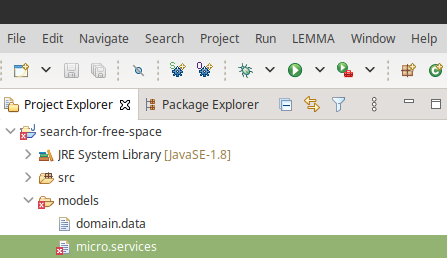 File Edit Navigate Search Project Run LEMMA Window Help
Project Explorer Package Explorer
search-for-free-space
JRE System Library [JavaSE-1.8]
src
models
domain.data
micro.services